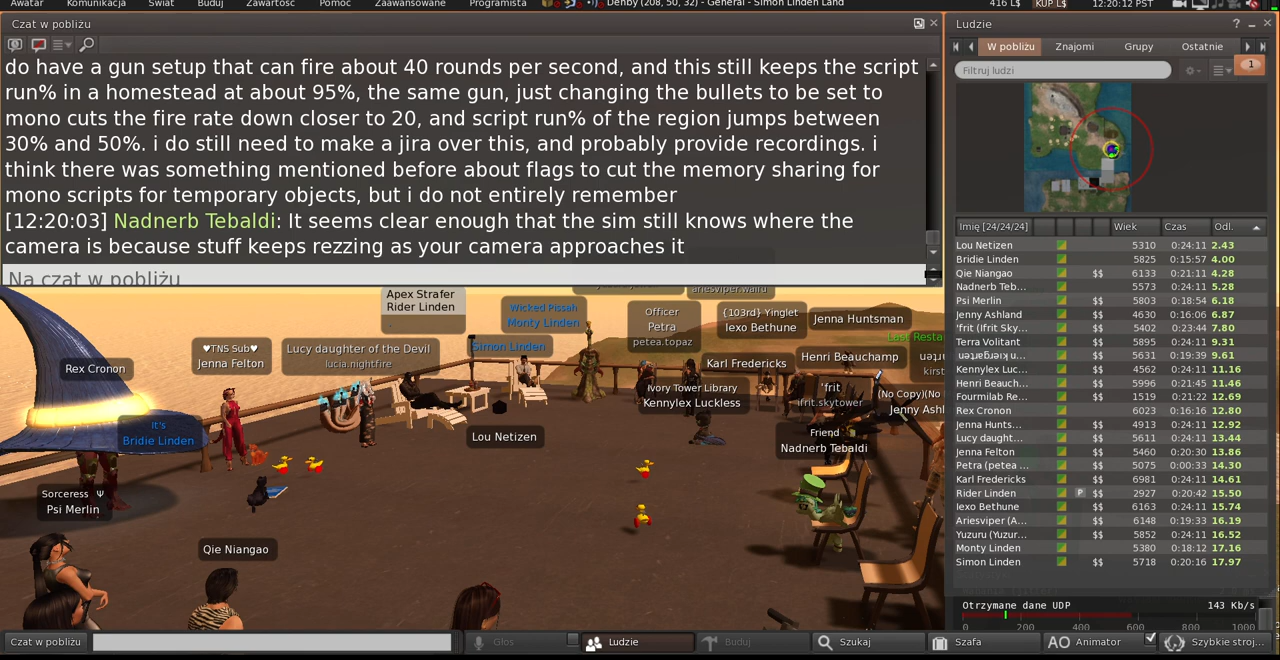 Awatar Komunikacja Świat Buduj Zawartość Pomoc Zaawansowane Programista Denby (208, 50, 32) - General - Simon Linden Land 416 L$ KUP L$ 12:20:12 PST
Czat w pobliżu
do have a gun setup that can fire about 40 rounds per second, and this still keeps the script
run% in a homestead at about 95%, the same gun, just changing the bullets to be set to
mono cuts the fire rate down closer to 20, and script run% of the region jumps between
30% and 50%. i do still need to make a jira over this, and probably provide recordings. i
think there was something mentioned before about flags to cut the memory sharing for
mono scripts for temporary objects, but i do not entirely remember
[12:20:03] Nadnerb Tebaldi: It seems clear enough that the sim still knows where the
camera is because stuff keeps rezzing as your camera approaches it
Na czat w pobliżu
Apex Strafer
Rider Linden
Wicked Pissah
Monty Linden
Simon Linden
Officer
Petra
petea.topaz
ariesviper.waifu
{103rd} Yinglet
Iexo Bethune
Jenna Huntsman
Rex Cronon
♥TNS Sub♥
Jenna Felton
Lucy daughter of the Devil
lucia.nightfire
Karl Fredericks
Henri Beauchamp
Ivory Tower Library
Kennylex Luckless
'frit
ifrit.skytower
(No Copy)(No
Jenny Ashl
It's
Bridie Linden
Lou Netizen
Friend
Nadnerb Tebaldi
Sorceress Ψ
Psi Merlin
Qie Niangao
Ludzie
? _ ×
W pobliżu Znajomi Grupy Ostatnie
Filtruj ludzi
1
Imię [24/24/24] Wiek Czas Odl.
Lou Netizen 5310 0:24:11 2.43
Bridie Linden 5825 0:15:57 4.00
Qie Niangao $$ 6133 0:21:11 4.28
Nadnerb Teb... 5573 0:24:11 5.28
Psi Merlin $$ 5803 0:18:54 6.18
Jenny Ashland $$ 4630 0:16:06 6.87
'frit (Ifrit Sky... $$ 5402 0:23:44 7.80
Terra Volitant $$ 5895 0:24:11 9.31
$$ 5631 0:19:39 9.61
Kennylex Luc... $$ 4562 0:24:11 11.16
Henri Beauch... $$ 5996 0:21:45 11.46
Fourmilab Re... $$ 1519 0:21:22 12.69
Rex Cronon 6023 0:16:16 12.80
Jenna Hunts... $$ 4913 0:24:11 12.92
Lucy daught... $$ 5611 0:24:11 13.44
Jenna Felton $$ 5460 0:20:30 13.86
Petra (petea ... $$ 5075 0:00:33 14.30
Karl Fredericks $$ 6981 0:24:11 14.61
Rider Linden P $$ 2927 0:20:42 15.50
Iexo Bethune $$ 6163 0:24:11 15.74
Ariesviper (A... $$ 6148 0:19:33 16.19
Yuzuru (Yuzur... $$ 5852 0:24:11 16.52
Monty Linden 5380 0:18:12 17.16
Simon Linden $$ 5718 0:20:16 17.97
Otrzymane dane UDP 143 Kb/s
0 200 400 600 800 1000
Czat w pobliżu Głos Ludzie Buduj Szukaj Szafa AO Animator Szybkie stroj...